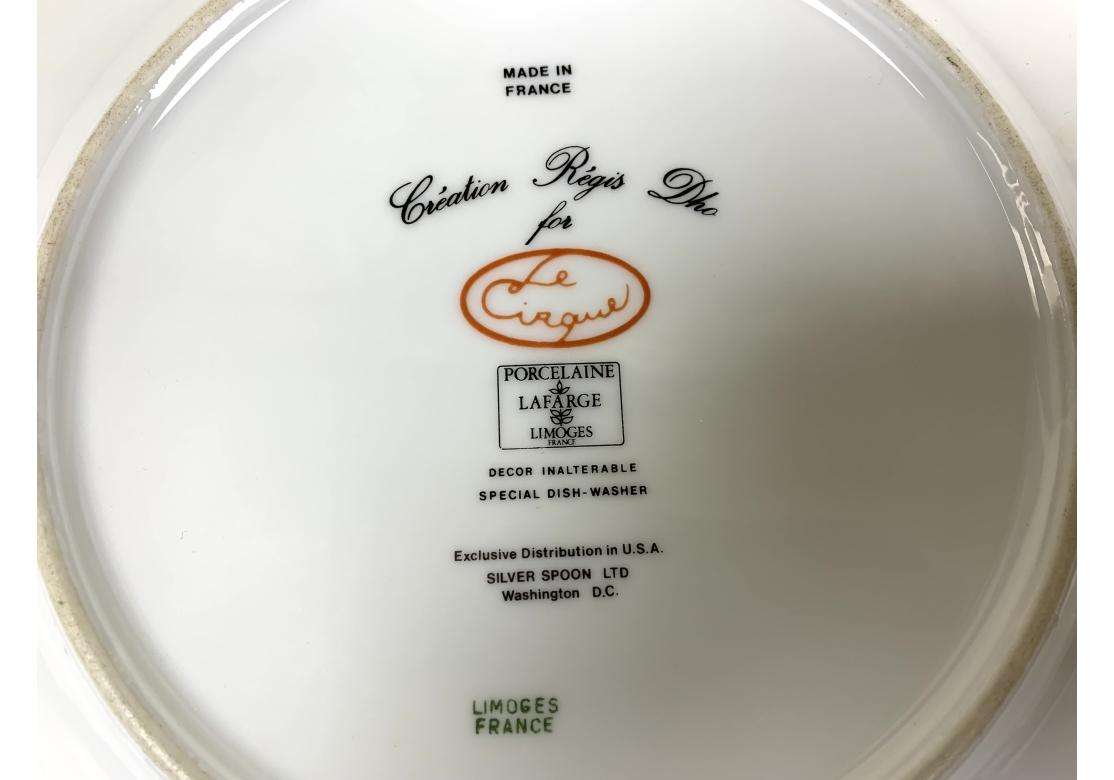 MADE IN
FRANCE
Création Régis Dho
for
Le
Cirque
PORCELAINE
LAFARGE
LIMOGES
FRANCE
DECOR INALTERABLE
SPECIAL DISH-WASHER
Exclusive Distribution in U.S.A.
SILVER SPOON LTD
Washington D.C.
LIMOGES
FRANCE